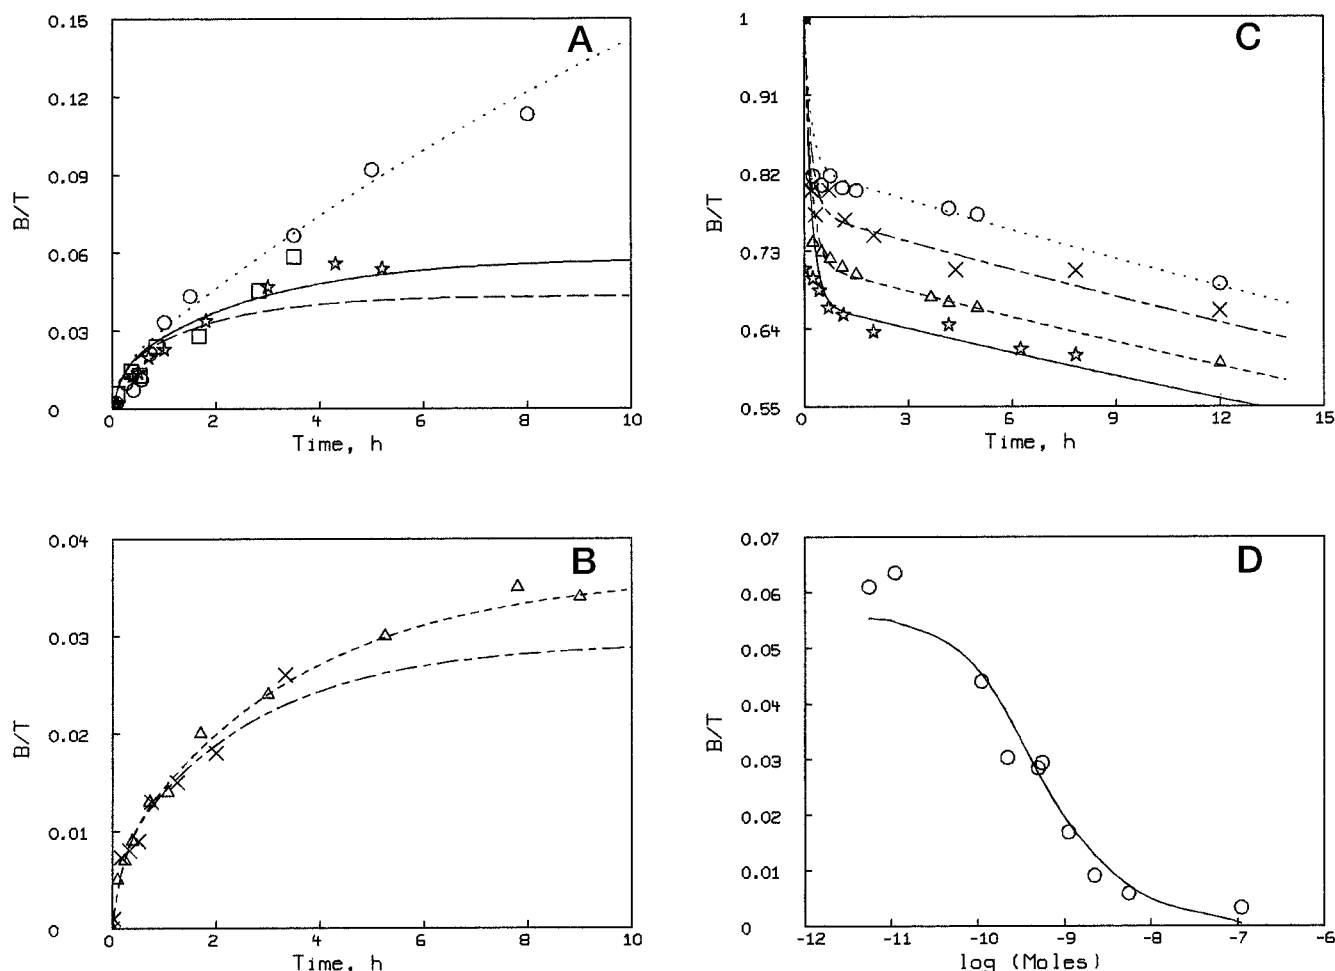 A
0.15
0.12
0.09
0.06
0.03
0
B/T
0 2 4 6 8 10
Time, h
C
1
0.91
0.82
0.73
0.64
0.55
B/T
0 3 6 9 12 15
Time, h
B
0.04
0.03
0.02
0.01
0
B/T
0 2 4 6 8 10
Time, h
D
0.07
0.06
0.05
0.04
0.03
0.02
0.01
0
B/T
-12 -11 -10 -9 -8 -7 -6
log (Moles)